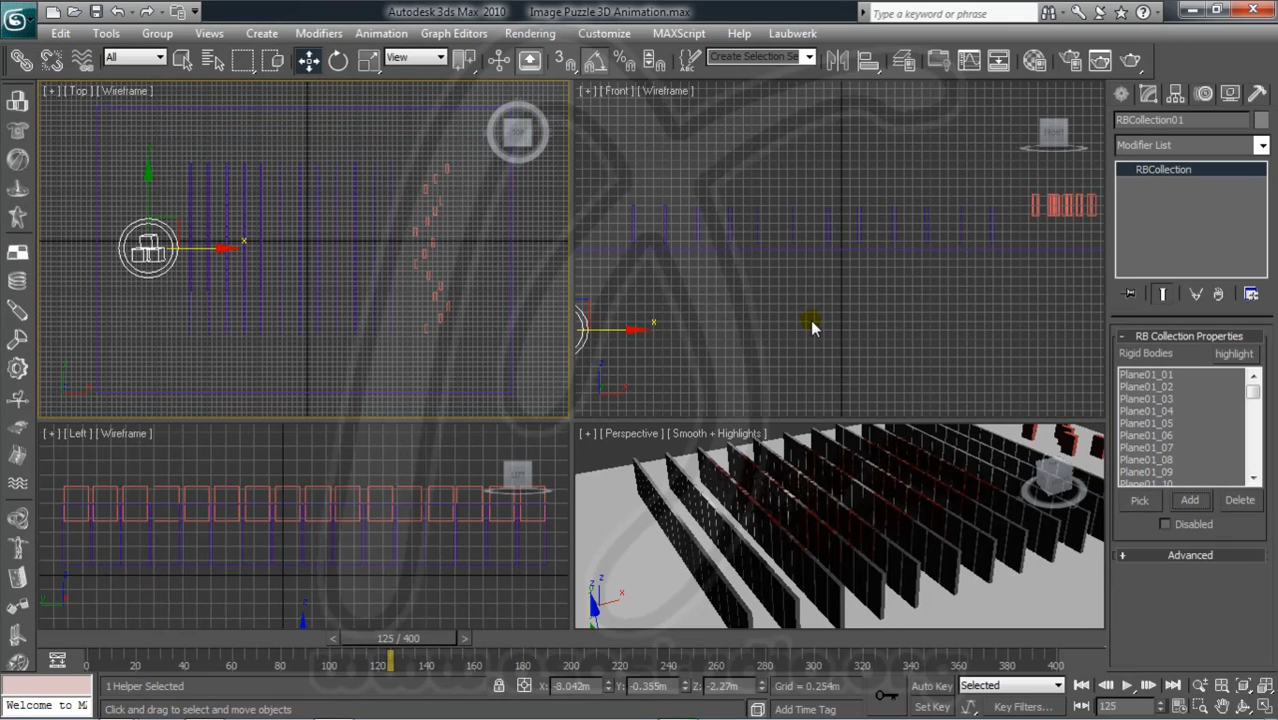 Autodesk 3ds Max 2010 Image Puzzle 3D Animation.max
Type a keyword or phrase
Edit Tools Group Views Create Modifiers Animation Graph Editors Rendering Customize MAXScript Help Laubwerk
All View Create Selection Se
[ + ] [ Top ] [ Wireframe ]
TOP
[ + ] [ Front ] [ Wireframe ]
FRONT
RBCollection01
Modifier List
RBCollection
y
x
x
z
RB Collection Properties
Rigid Bodies highlight
Plane01_01
Plane01_02
Plane01_03
Plane01_04
Plane01_05
Plane01_06
Plane01_07
Plane01_08
Plane01_09
Plane01_10
Pick Add Delete
Disabled
+ Advanced
[ + ] [ Left ] [ Wireframe ]
LEFT
z
[ + ] [ Perspective ] [ Smooth + Highlights ]
z
x
< 125 / 400 >
0 20 40 60 80 100 120 140 160 180 200 220 240 260 280 300 320 340 360 380 400
1 Helper Selected X: -8.042m Y: -0.355m Z: -2.27m Grid = 0.254m Auto Key Selected
Welcome to MA Click and drag to select and move objects Add Time Tag Set Key Key Filters... 125